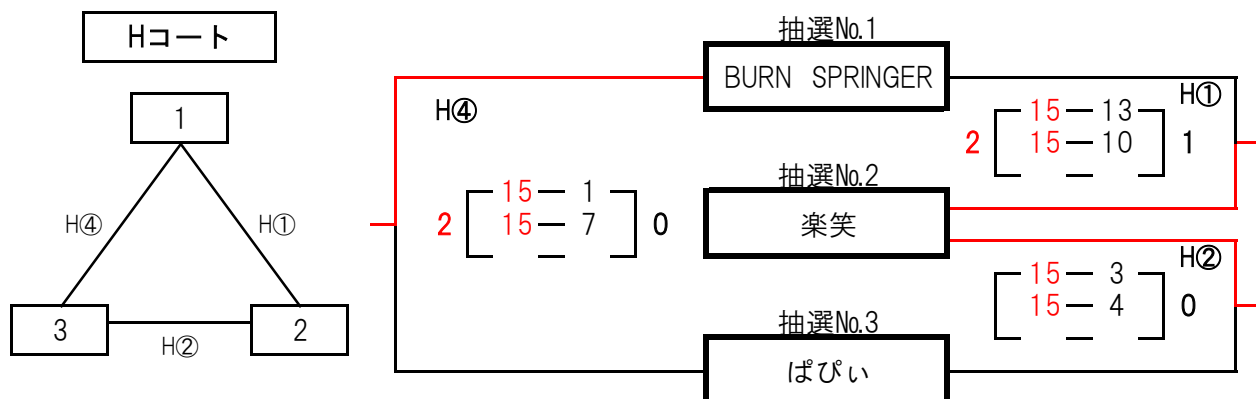 Hコート
1
H④
H①
3
2
H②
抽選№1
BURN SPRINGER
H④
2
15 — 1
15 — 7
—
0
抽選№2
楽笑
H①
2
15 — 13
15 — 10
—
1
H②
15 — 3
15 — 4
—
0
抽選№3
ぱぴぃ